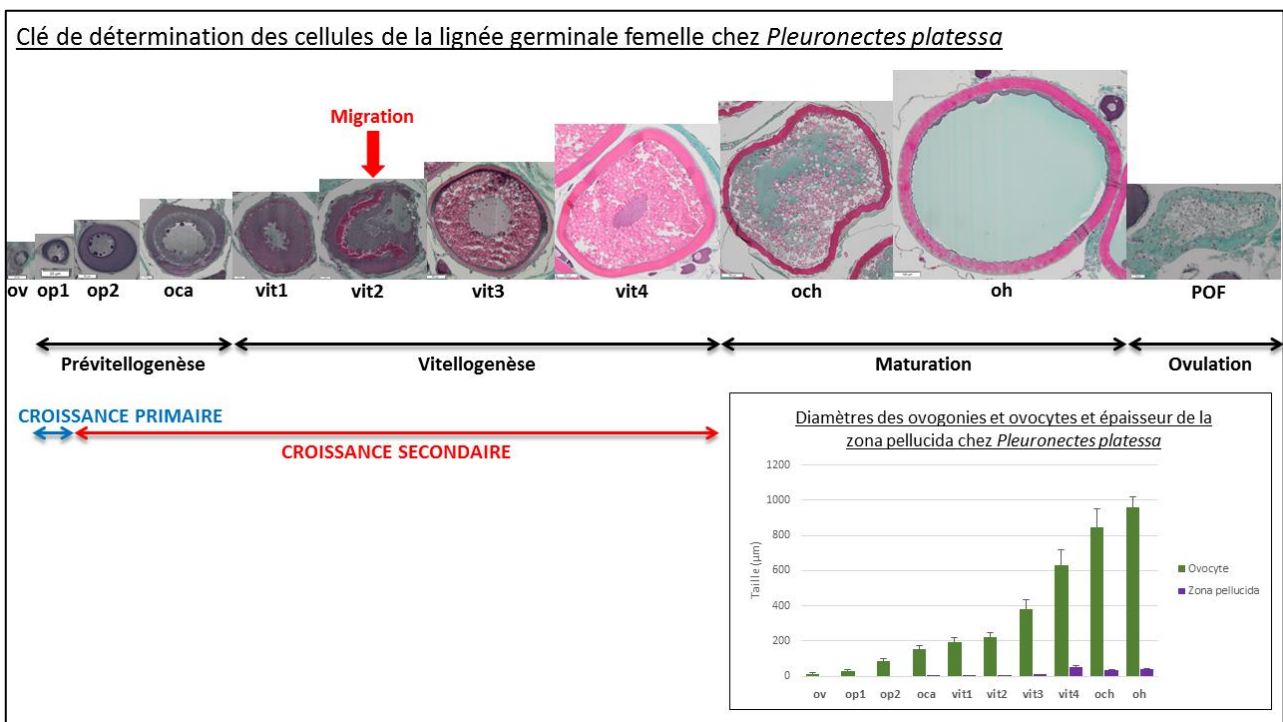 Clé de détermination des cellules de la lignée germinale femelle chez Pleuronectes platessa
Migration
ov op1 op2 oca vit1 vit2 vit3 vit4 och oh POF
Prévitellogenèse Vitellogenèse Maturation Ovulation
CROISSANCE PRIMAIRE
CROISSANCE SECONDAIRE
Diamètres des ovogonies et ovocytes et épaisseur de la
zona pellucida chez Pleuronectes platessa
Taille (µm)
1200
1000
800
600
400
200
0
ov op1 op2 oca vit1 vit2 vit3 vit4 och oh
Ovocyte
Zona pellucida